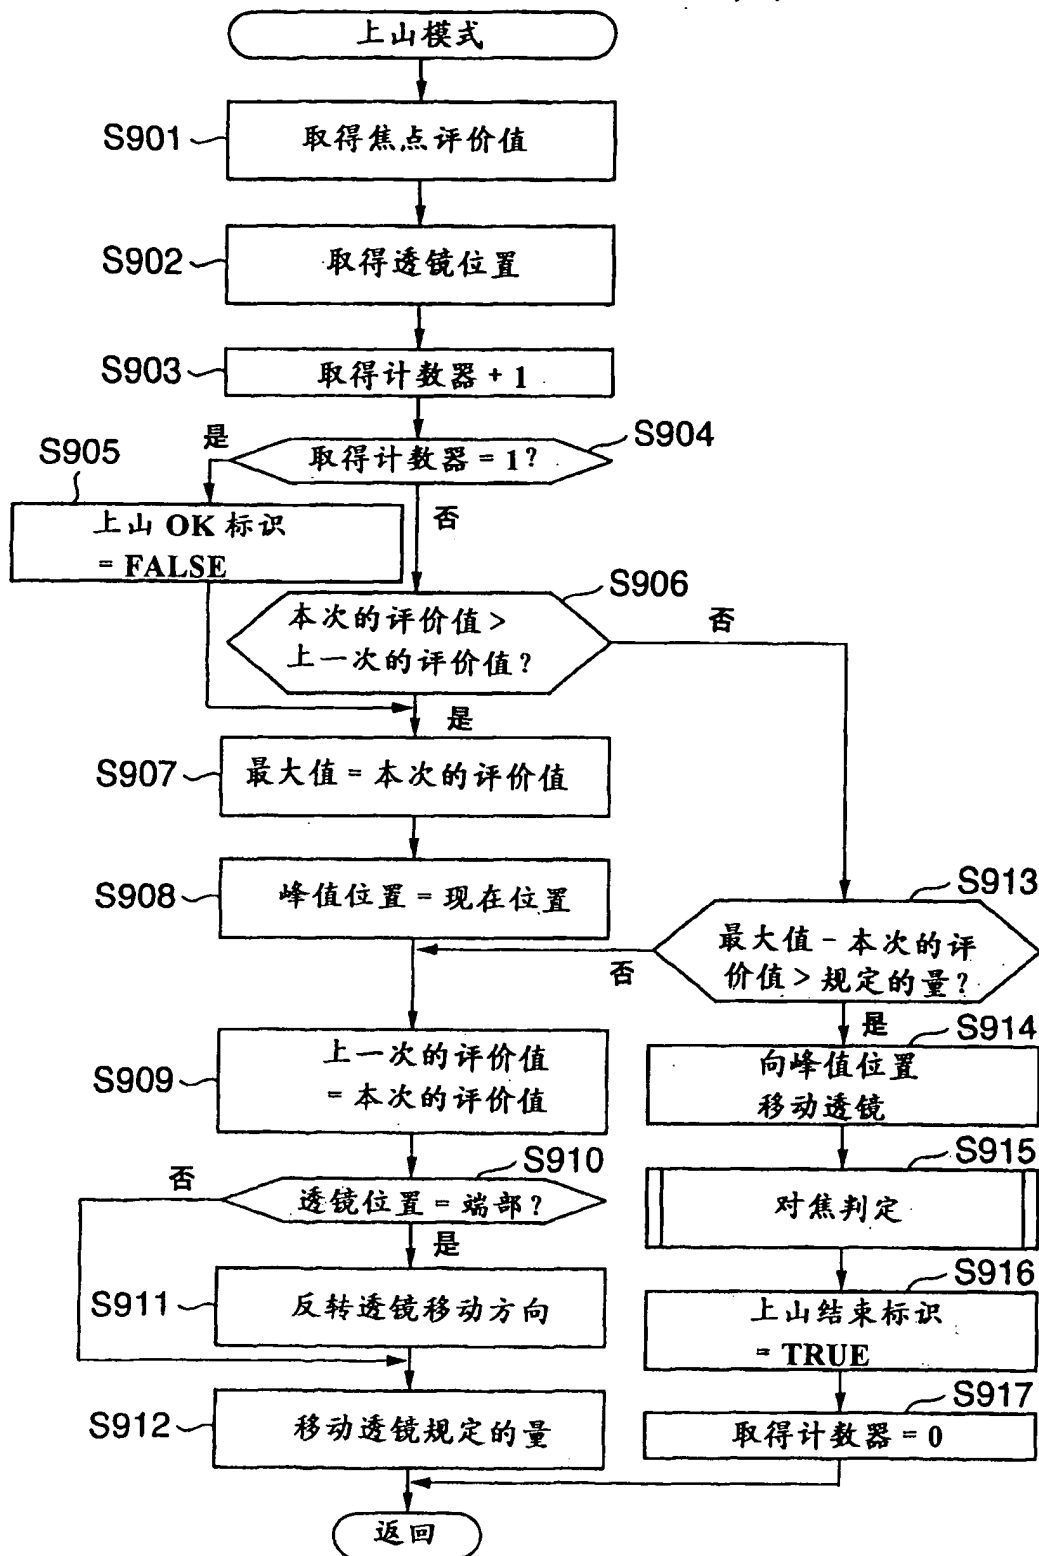 上山模式
S901
取得焦点评价值
S902
取得透镜位置
S903
取得计数器 + 1
S904
取得计数器 = 1?
是
否
S905
上山 OK 标识
= FALSE
S906
本次的评价值 >
上一次的评价值?
否
是
S907
最大值 = 本次的评价值
S908
峰值位置 = 现在位置
S913
最大值 - 本次的评
价值 > 规定的量?
否
是
S909
上一次的评价值
= 本次的评价值
S914
向峰值位置
移动透镜
S910
透镜位置 = 端部?
否
是
S915
对焦判定
S911
反转透镜移动方向
S916
上山结束标识
= TRUE
S912
移动透镜规定的量
S917
取得计数器 = 0
返回